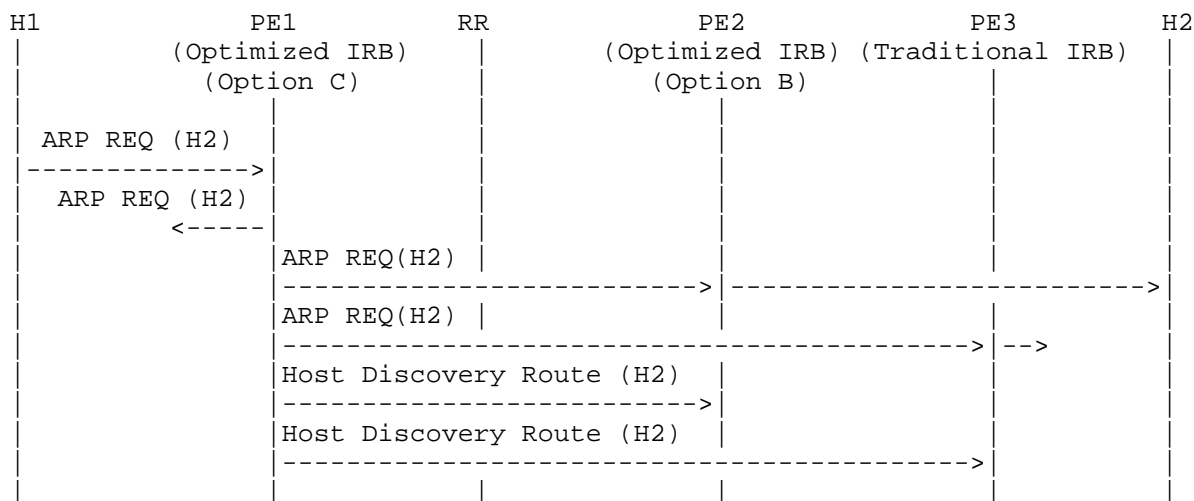 H1 PE1 RR PE2 PE3 H2
(Optimized IRB) (Optimized IRB) (Traditional IRB)
(Option C) (Option B)
ARP REQ (H2)
ARP REQ (H2)
ARP REQ(H2)
ARP REQ(H2)
Host Discovery Route (H2)
Host Discovery Route (H2)